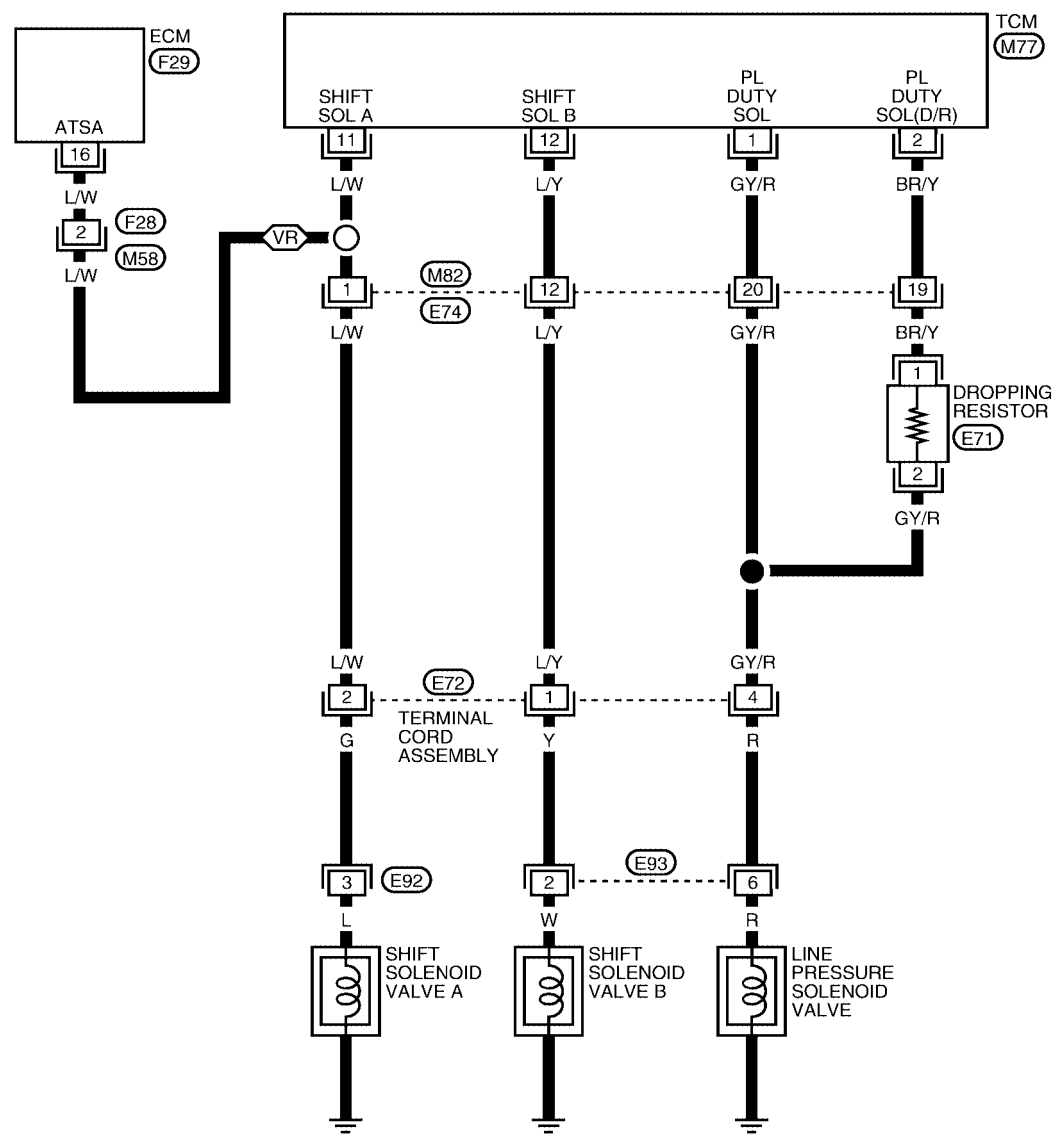 ECM
F29
TCM
M77
ATSA
SHIFT
SOL A
SHIFT
SOL B
PL
DUTY
SOL
PL
DUTY
SOL(D/R)
16
11
12
1
2
L/W
L/W
L/Y
GY/R
BR/Y
2
F28
M58
VR
L/W
1
M82
E74
12
20
19
L/W
L/Y
GY/R
BR/Y
1
DROPPING
RESISTOR
E71
2
GY/R
L/W
L/Y
GY/R
2
E72
1
4
TERMINAL
CORD
ASSEMBLY
G
Y
R
3
E92
2
E93
6
L
W
R
SHIFT
SOLENOID
VALVE A
SHIFT
SOLENOID
VALVE B
LINE
PRESSURE
SOLENOID
VALVE